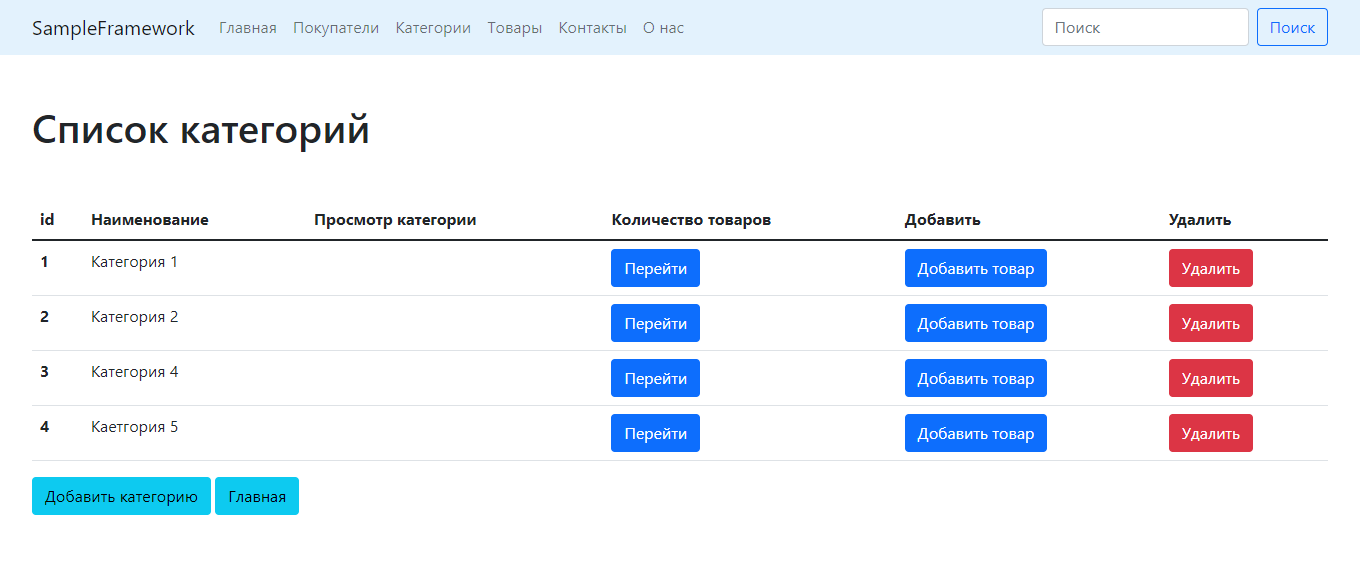 SampleFramework Главная Покупатели Категории Товары Контакты О нас Поиск Поиск
Список категорий
id Наименование Просмотр категории Количество товаров Добавить Удалить
1 Категория 1 Перейти Добавить товар Удалить
2 Категория 2 Перейти Добавить товар Удалить
3 Категория 4 Перейти Добавить товар Удалить
4 Каетгория 5 Перейти Добавить товар Удалить
Добавить категорию Главная